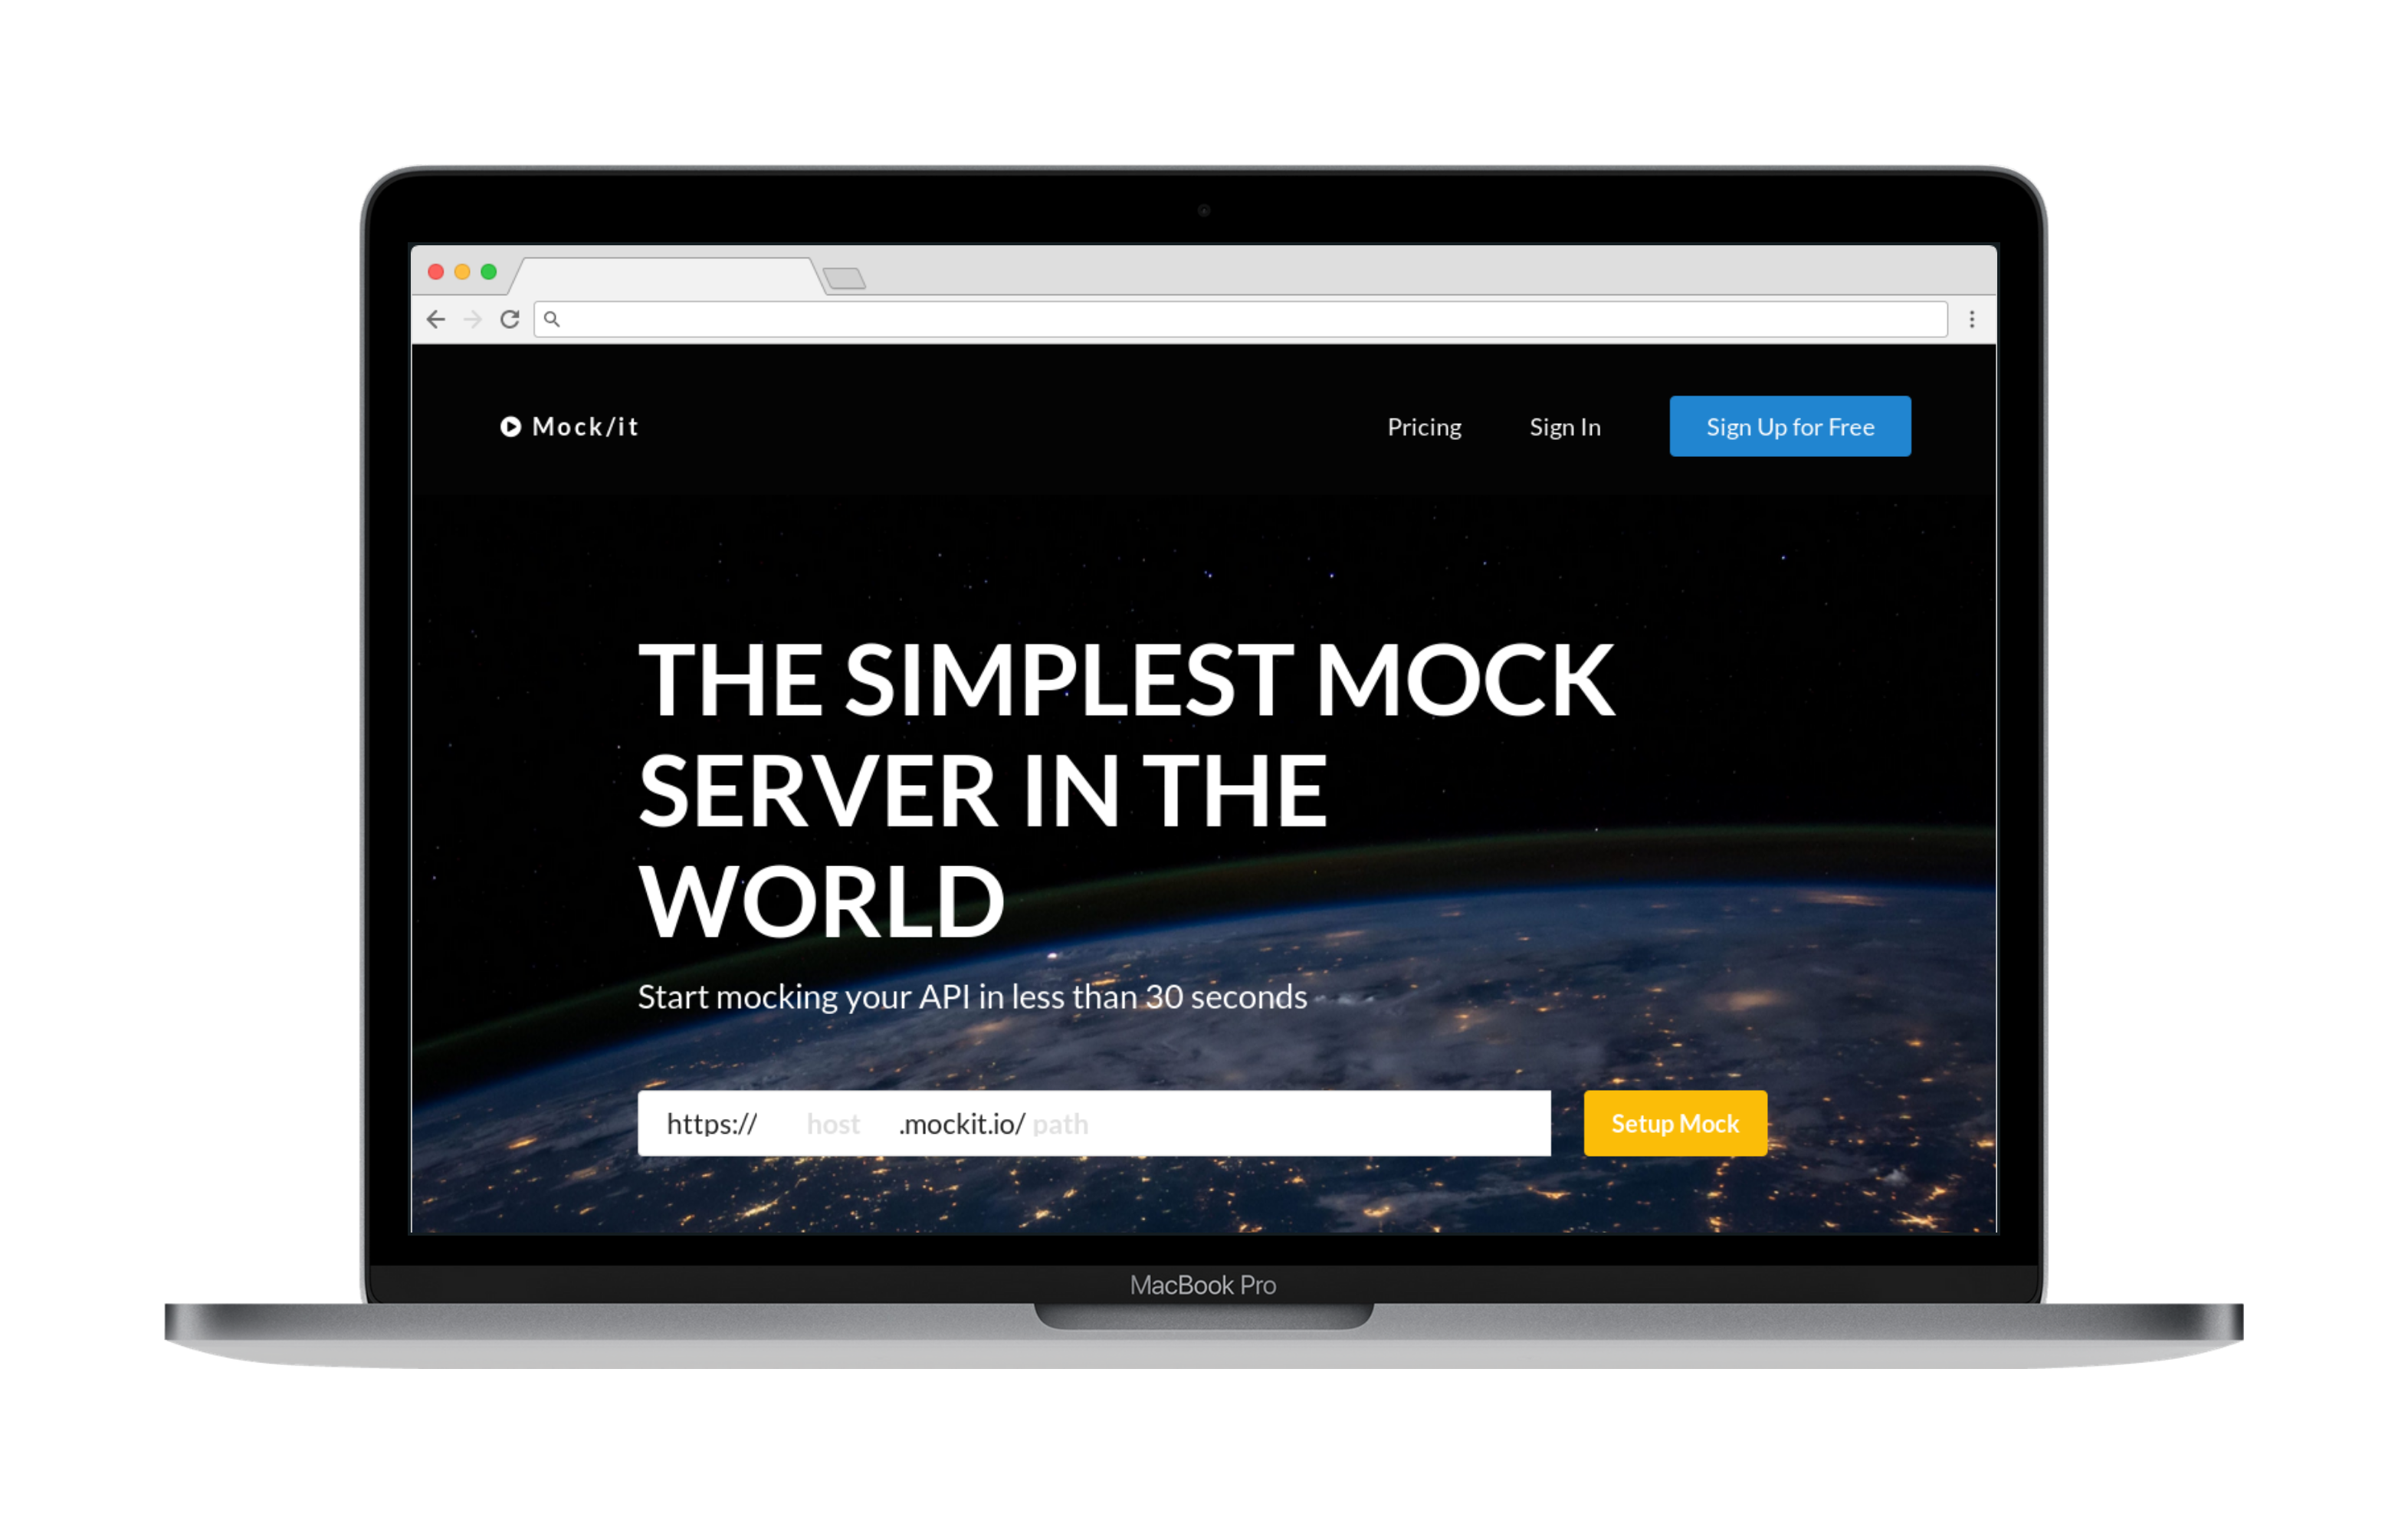 Mock/it
Pricing
Sign In
Sign Up for Free
THE SIMPLEST MOCK
SERVER IN THE
WORLD
Start mocking your API in less than 30 seconds
https:// host .mockit.io/ path
Setup Mock
MacBook Pro